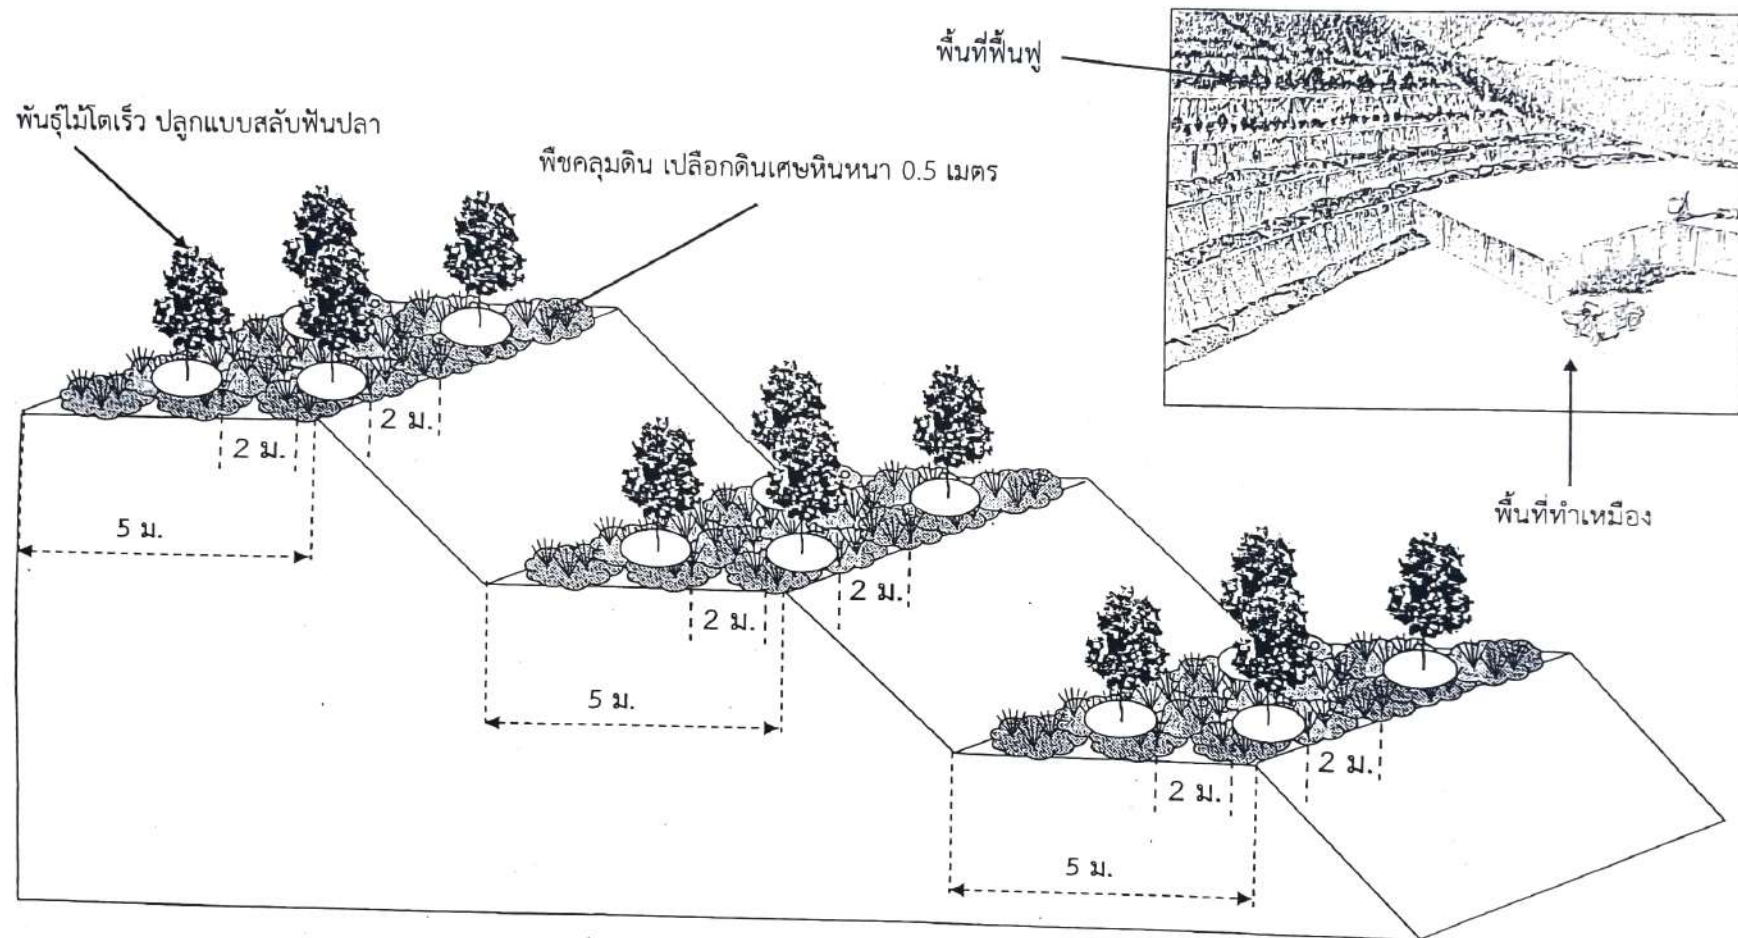 พื้นที่ฟื้นฟู
พันธุ์ไม้โตเร็ว ปลูกแบบสลับฟันปลา
พืชคลุมดิน เปลือกดินเศษหินหนา 0.5 เมตร
2 ม.
2 ม.
5 ม.
พื้นที่ทำเหมือง
2 ม.
2 ม.
5 ม.
2 ม.
2 ม.
5 ม.